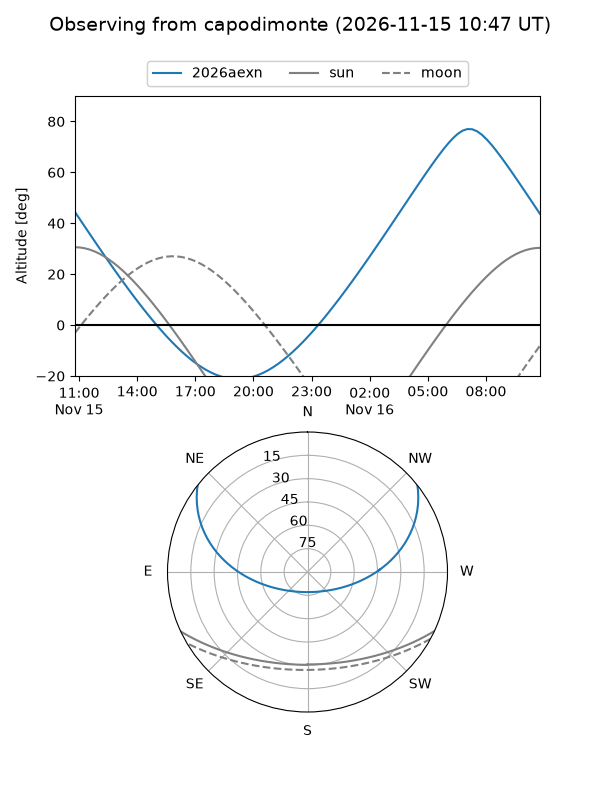 Observing from capodimonte (2026-11-15 10:47 UT)
2026aexn sun moon
Altitude [deg]
80
60
40
20
0
−20
11:00 14:00 17:00 20:00 23:00 02:00 05:00 08:00
Nov 15 Nov 16
N
NE NW
15
30
45
60
75
E W
SE SW
S